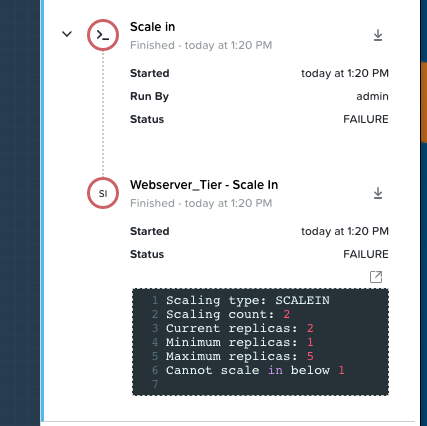 Scale in
Finished - today at 1:20 PM
Started today at 1:20 PM
Run By admin
Status FAILURE
SI
Webserver_Tier - Scale In
Finished - today at 1:20 PM
Started today at 1:20 PM
Status FAILURE
1 Scaling type: SCALEIN
2 Scaling count: 2
3 Current replicas: 2
4 Minimum replicas: 1
5 Maximum replicas: 5
6 Cannot scale in below 1
7